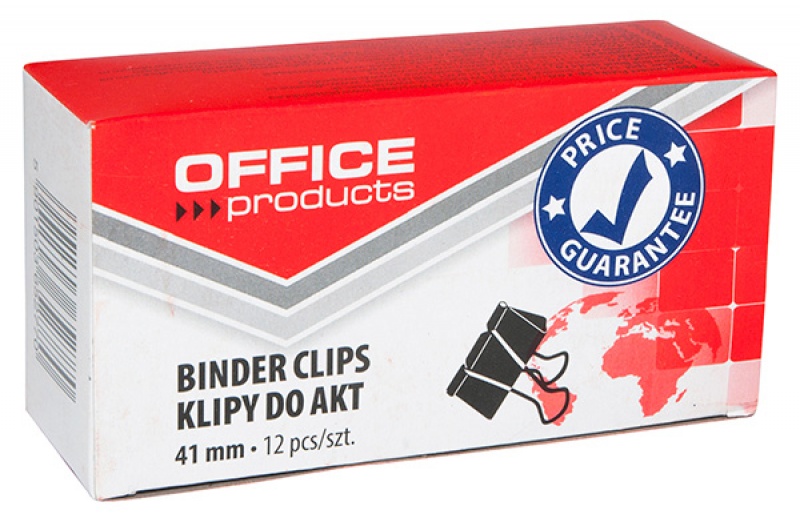 OFFICE
products
PRICE
GUARANTEE
BINDER CLIPS
KLIPY DO AKT
41 mm • 12 pcs/szt.